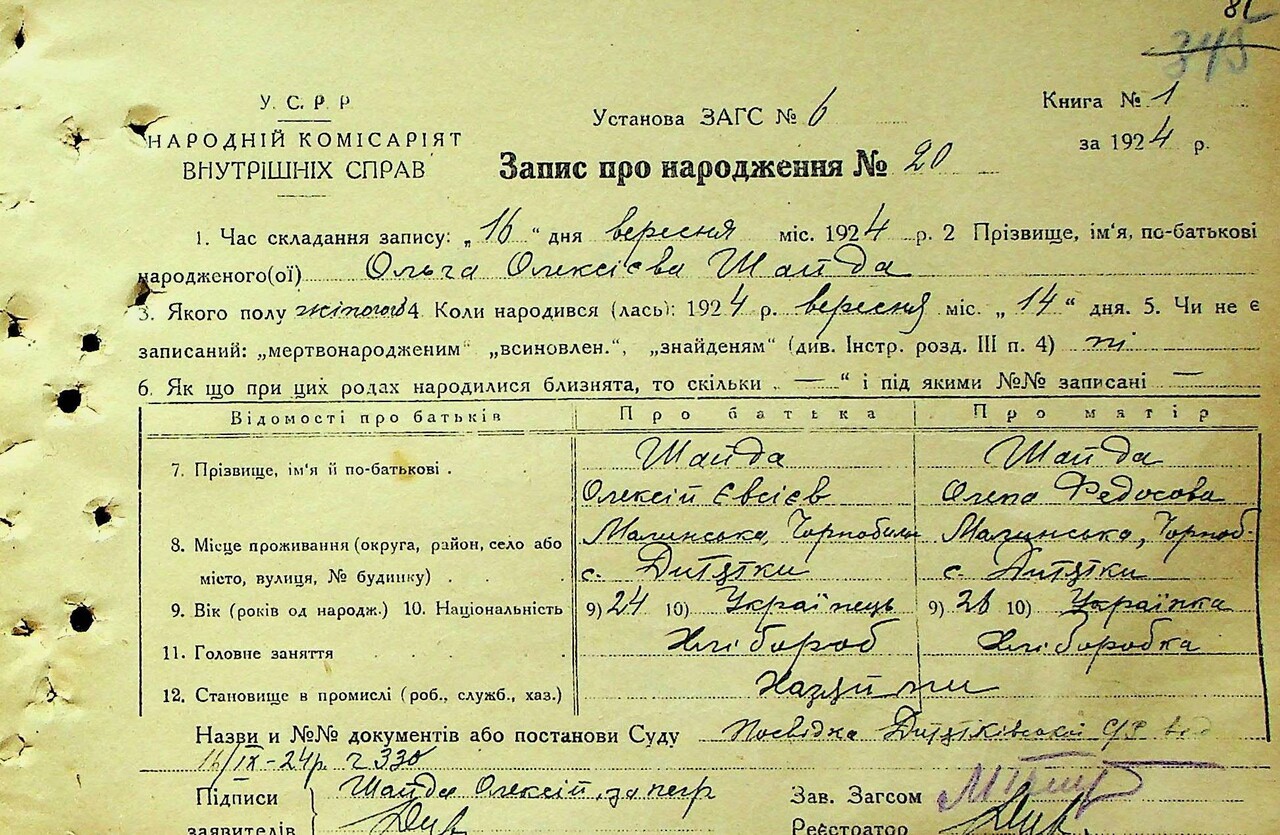 345
У. С. Р. Р
НАРОДНІЙ КОМІСАРІЯТ
ВНУТРІШНІХ СПРАВ
Установа ЗАГС № 6
Книга № 1
за 1924 р.
Запис про народження № 20
1. Час складання запису: „16" дня вересня міс. 1924 р. 2 Прізвище, ім'я, по-батькові
народженого(ої) Ольга Олексієва Шайда
3. Якого полу жіночого 4. Коли народився (лась): 1924 р. вересня міс. „14" дня. 5. Чи не є
записаний: „мертвонародженим" „всиновлен.", „знайденям" (див. Інстр. розд. III п. 4) ні
6. Як що при цих родах народилися близнята, то скільки „—" і під якими №№ записані —
Відомості про батьків Про батька Про матір
7. Прізвище, ім'я й по-батькові . Шайда Шайда
Олексій Євсієв Олена Федосова
8. Місце проживання (округа, район, село або Малинська, Чорнобил Малинська, Чорноб-
місто, вулиця, № будинку) . . с. Дитятки с. Дитятки
9. Вік (років од народж.) 10. Національність 9) 24 10) Українець 9) 26 10) Українка
11. Головне заняття . . . Хлібороб Хліборобка
12. Становище в промислі (роб., служб., хаз.)
Назви и №№ документів або постанови Суду Посвідка Дитятківської С/Р від
16/IX-24р. ч 330
Підписи Шайда Олексій, за негр Зав. Загсом
заявителів Реєстратор